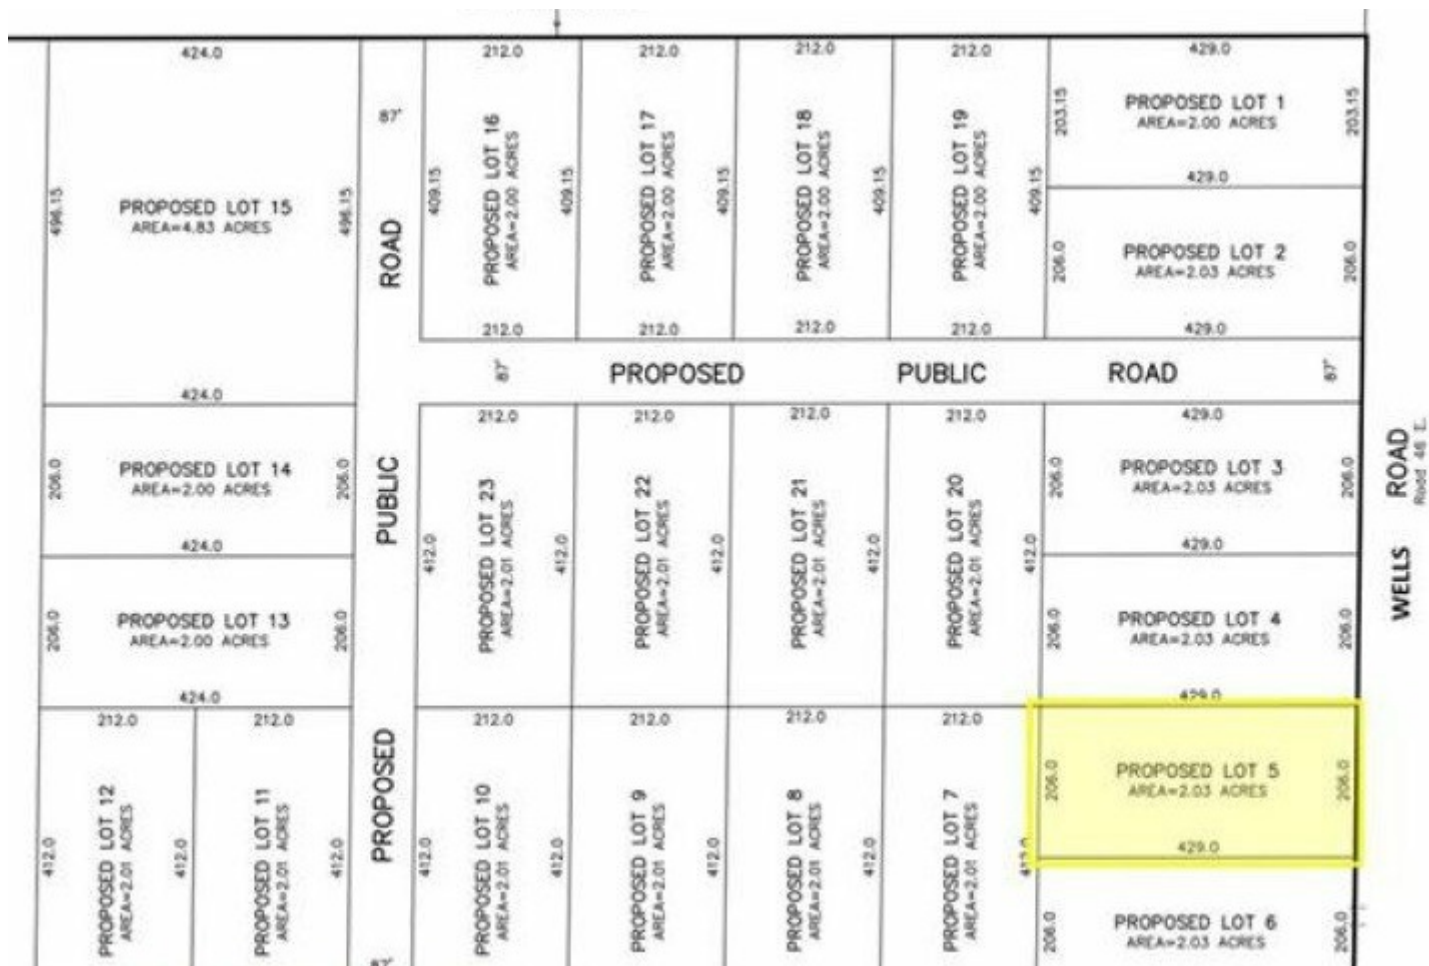 424.0
212.0
212.0
212.0
212.0
429.0
496.15
PROPOSED LOT 15
AREA=4.83 ACRES
496.15
424.0
87'
ROAD
409.15
PROPOSED LOT 16
AREA=2.00 ACRES
409.15
PROPOSED LOT 17
AREA=2.00 ACRES
409.15
PROPOSED LOT 18
AREA=2.00 ACRES
409.15
PROPOSED LOT 19
AREA=2.00 ACRES
409.15
203.15
PROPOSED LOT 1
AREA=2.00 ACRES
203.15
429.0
206.0
PROPOSED LOT 2
AREA=2.03 ACRES
206.0
212.0
212.0
212.0
212.0
429.0
87'
PROPOSED PUBLIC ROAD
87'
212.0
212.0
212.0
212.0
429.0
206.0
PROPOSED LOT 14
AREA=2.00 ACRES
206.0
424.0
PUBLIC
206.0
PROPOSED LOT 13
AREA=2.00 ACRES
206.0
424.0
412.0
PROPOSED LOT 23
AREA=2.01 ACRES
412.0
PROPOSED LOT 22
AREA=2.01 ACRES
412.0
PROPOSED LOT 21
AREA=2.01 ACRES
412.0
PROPOSED LOT 20
AREA=2.01 ACRES
412.0
206.0
PROPOSED LOT 3
AREA=2.03 ACRES
206.0
429.0
206.0
PROPOSED LOT 4
AREA=2.03 ACRES
206.0
429.0
WELLS ROAD
Road 46 E.
212.0
212.0
212.0
212.0
212.0
212.0
412.0
PROPOSED LOT 12
AREA=2.01 ACRES
412.0
PROPOSED LOT 11
AREA=2.01 ACRES
412.0
PROPOSED
87'
412.0
PROPOSED LOT 10
AREA=2.01 ACRES
412.0
PROPOSED LOT 9
AREA=2.01 ACRES
412.0
PROPOSED LOT 8
AREA=2.01 ACRES
412.0
PROPOSED LOT 7
AREA=2.01 ACRES
412.0
206.0
PROPOSED LOT 5
AREA=2.03 ACRES
206.0
429.0
206.0
PROPOSED LOT 6
AREA=2.03 ACRES
206.0